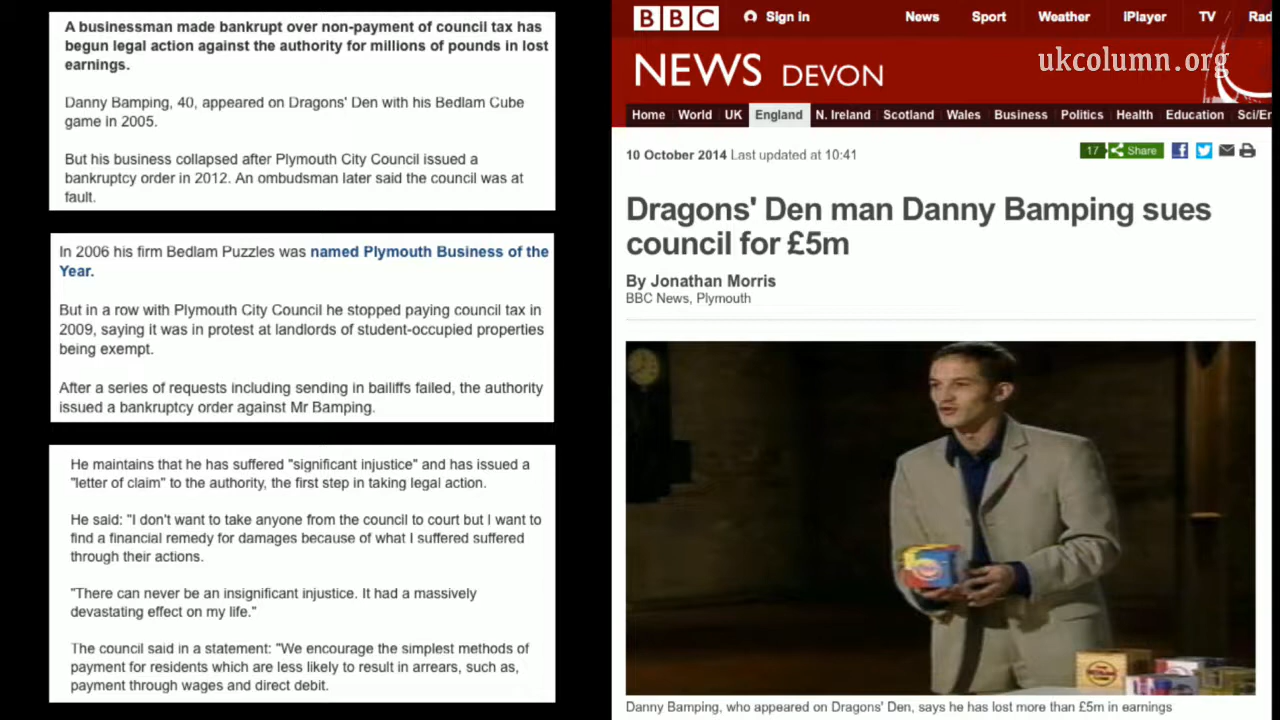 A businessman made bankrupt over non-payment of council tax has
begun legal action against the authority for millions of pounds in lost
earnings.
Danny Bamping, 40, appeared on Dragons' Den with his Bedlam Cube
game in 2005.
But his business collapsed after Plymouth City Council issued a
bankruptcy order in 2012. An ombudsman later said the council was at
fault.
In 2006 his firm Bedlam Puzzles was named Plymouth Business of the
Year.
But in a row with Plymouth City Council he stopped paying council tax in
2009, saying it was in protest at landlords of student-occupied properties
being exempt.
After a series of requests including sending in bailiffs failed, the authority
issued a bankruptcy order against Mr Bamping.
He maintains that he has suffered "significant injustice" and has issued a
"letter of claim" to the authority, the first step in taking legal action.
He said: "I don't want to take anyone from the council to court but I want to
find a financial remedy for damages because of what I suffered suffered
through their actions.
"There can never be an insignificant injustice. It had a massively
devastating effect on my life."
The council said in a statement: "We encourage the simplest methods of
payment for residents which are less likely to result in arrears, such as,
payment through wages and direct debit.
BBC Sign in News Sport Weather iPlayer TV Rad
NEWS DEVON
ukcolumn.org
Home World UK England N. Ireland Scotland Wales Business Politics Health Education Sci/En
10 October 2014 Last updated at 10:41
17 Share
Dragons' Den man Danny Bamping sues
council for £5m
By Jonathan Morris
BBC News, Plymouth
Danny Bamping, who appeared on Dragons' Den, says he has lost more than £5m in earnings